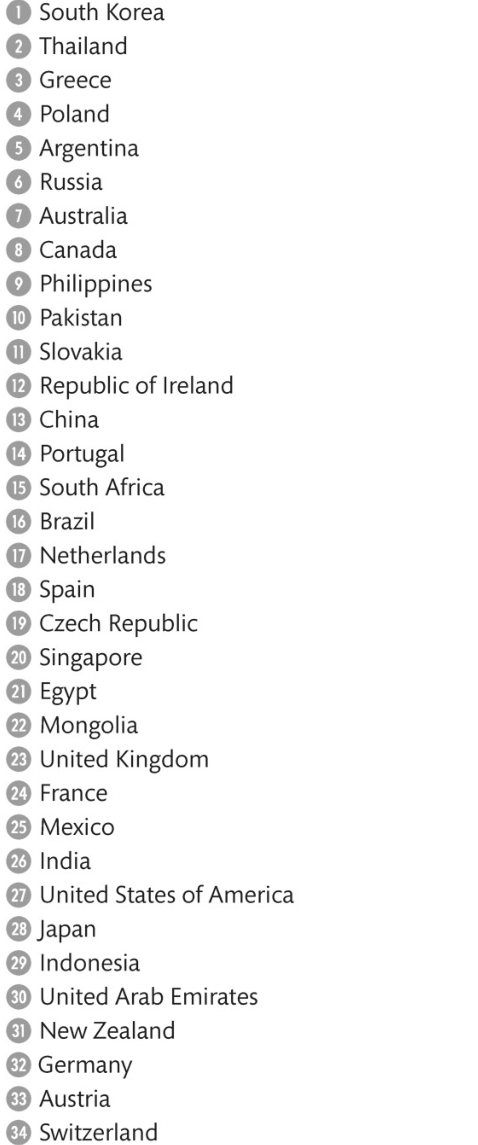 1 South Korea
2 Thailand
3 Greece
4 Poland
5 Argentina
6 Russia
7 Australia
8 Canada
9 Philippines
10 Pakistan
11 Slovakia
12 Republic of Ireland
13 China
14 Portugal
15 South Africa
16 Brazil
17 Netherlands
18 Spain
19 Czech Republic
20 Singapore
21 Egypt
22 Mongolia
23 United Kingdom
24 France
25 Mexico
26 India
27 United States of America
28 Japan
29 Indonesia
30 United Arab Emirates
31 New Zealand
32 Germany
33 Austria
34 Switzerland